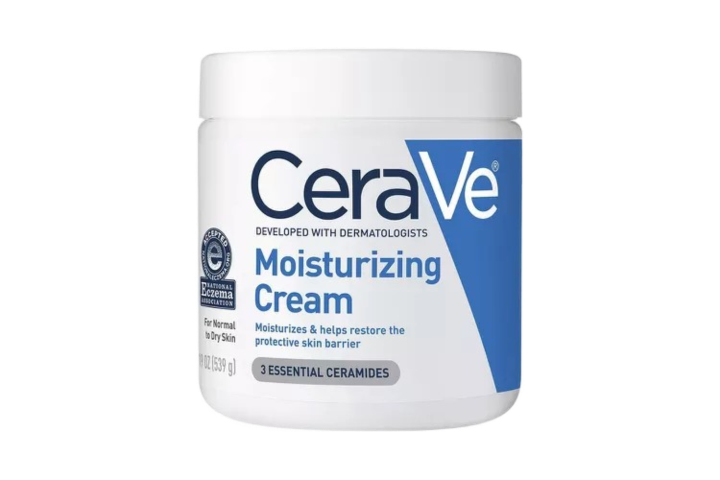 CeraVe®
DEVELOPED WITH DERMATOLOGISTS
Moisturizing
Cream
Moisturizes & helps restore the
protective skin barrier
3 ESSENTIAL CERAMIDES
ACCEPTED
e
NATIONAL
Eczema
ASSOCIATION
For Normal
to Dry Skin
OZ (539 g)